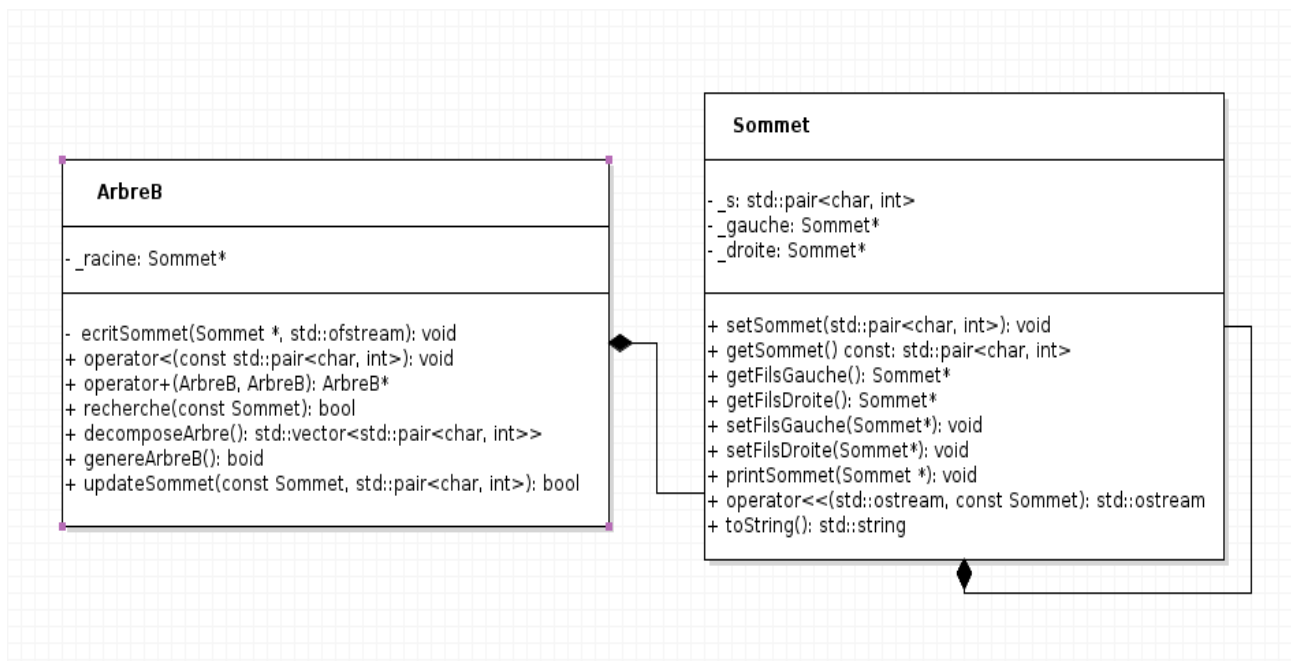 ArbreB
- _racine: Sommet*
- ecritSommet(Sommet *, std::ofstream): void
+ operator<(const std::pair<char, int>): void
+ operator+(ArbreB, ArbreB): ArbreB*
+ recherche(const Sommet): bool
+ decomposeArbre(): std::vector<std::pair<char, int>>
+ genereArbreB(): boid
+ updateSommet(const Sommet, std::pair<char, int>): bool
Sommet
- _s: std::pair<char, int>
- _gauche: Sommet*
- _droite: Sommet*
+ setSommet(std::pair<char, int>): void
+ getSommet() const: std::pair<char, int>
+ getFilsGauche(): Sommet*
+ getFilsDroite(): Sommet*
+ setFilsGauche(Sommet*): void
+ setFilsDroite(Sommet*): void
+ printSommet(Sommet *): void
+ operator<<(std::ostream, const Sommet): std::ostream
+ toString(): std::string